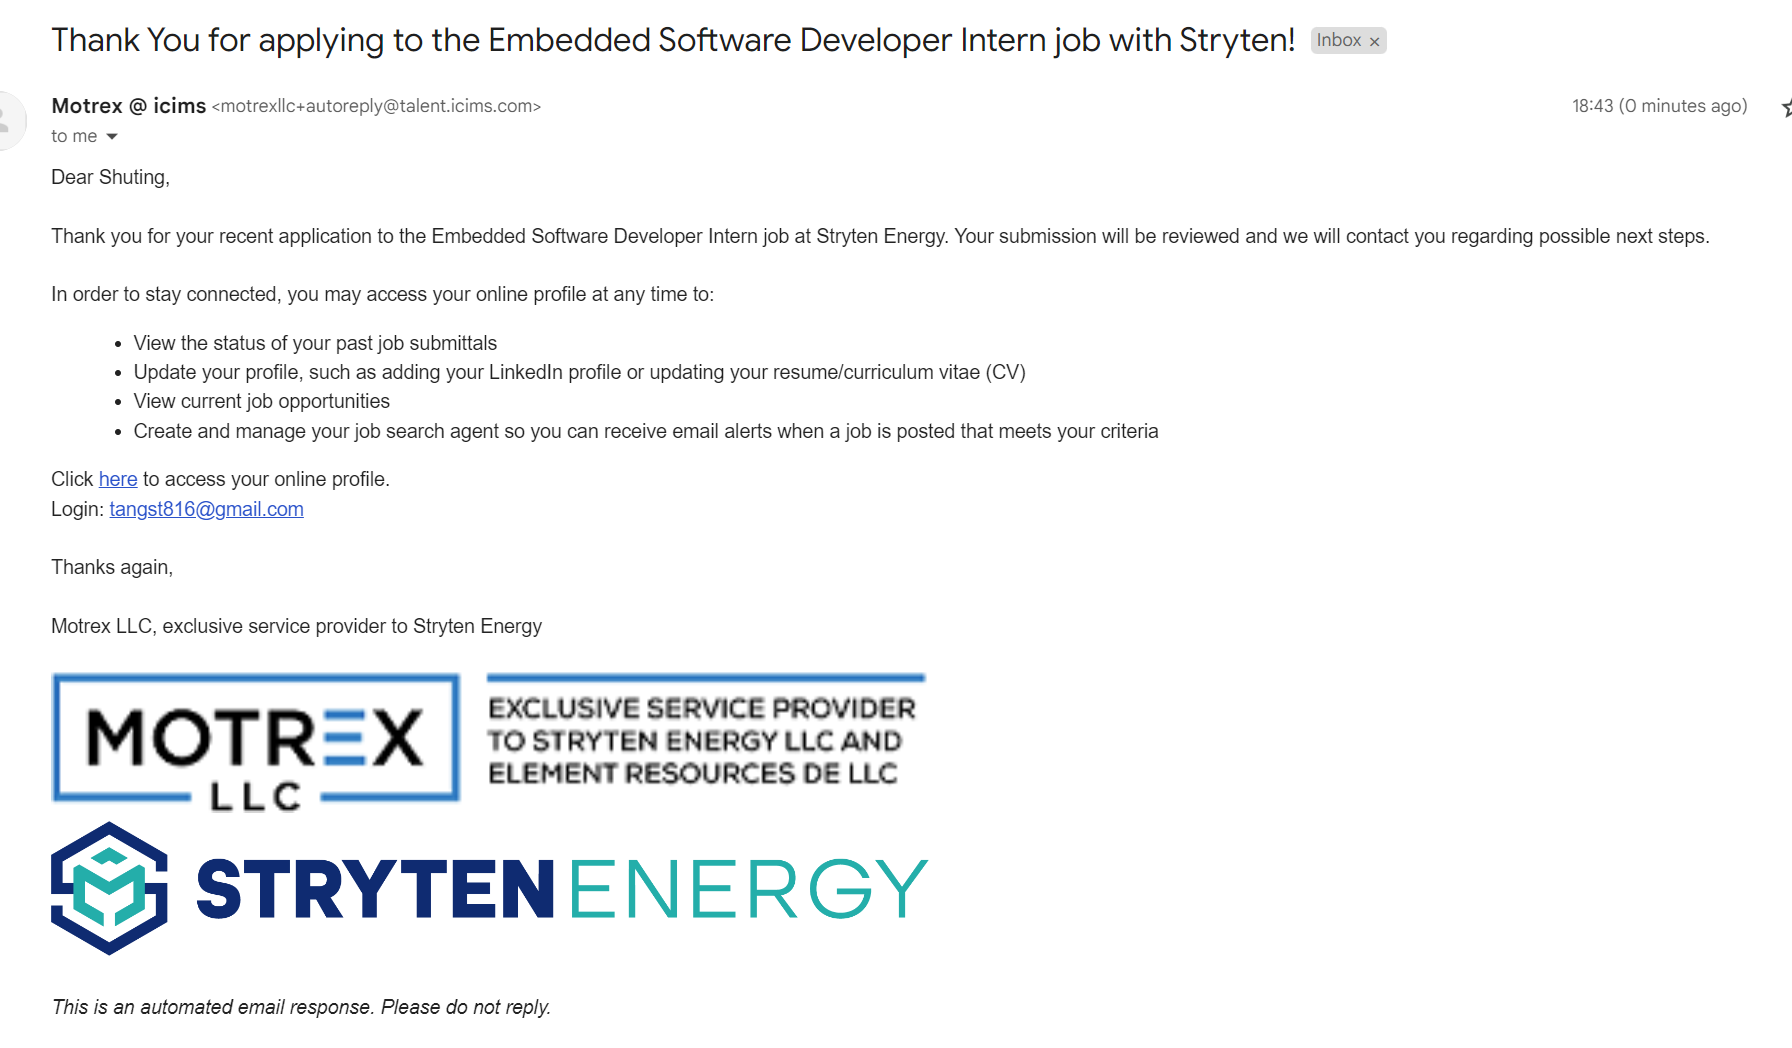 Thank You for applying to the Embedded Software Developer Intern job with Stryten! Inbox ×
Motrex @ icims <motrexllc+autoreply@talent.icims.com> 18:43 (0 minutes ago)
to me
Dear Shuting,
Thank you for your recent application to the Embedded Software Developer Intern job at Stryten Energy. Your submission will be reviewed and we will contact you regarding possible next steps.
In order to stay connected, you may access your online profile at any time to:
• View the status of your past job submittals
• Update your profile, such as adding your LinkedIn profile or updating your resume/curriculum vitae (CV)
• View current job opportunities
• Create and manage your job search agent so you can receive email alerts when a job is posted that meets your criteria
Click here to access your online profile.
Login: tangst816@gmail.com
Thanks again,
Motrex LLC, exclusive service provider to Stryten Energy
MOTREX
LLC
EXCLUSIVE SERVICE PROVIDER
TO STRYTEN ENERGY LLC AND
ELEMENT RESOURCES DE LLC
STRYTEN ENERGY
This is an automated email response. Please do not reply.